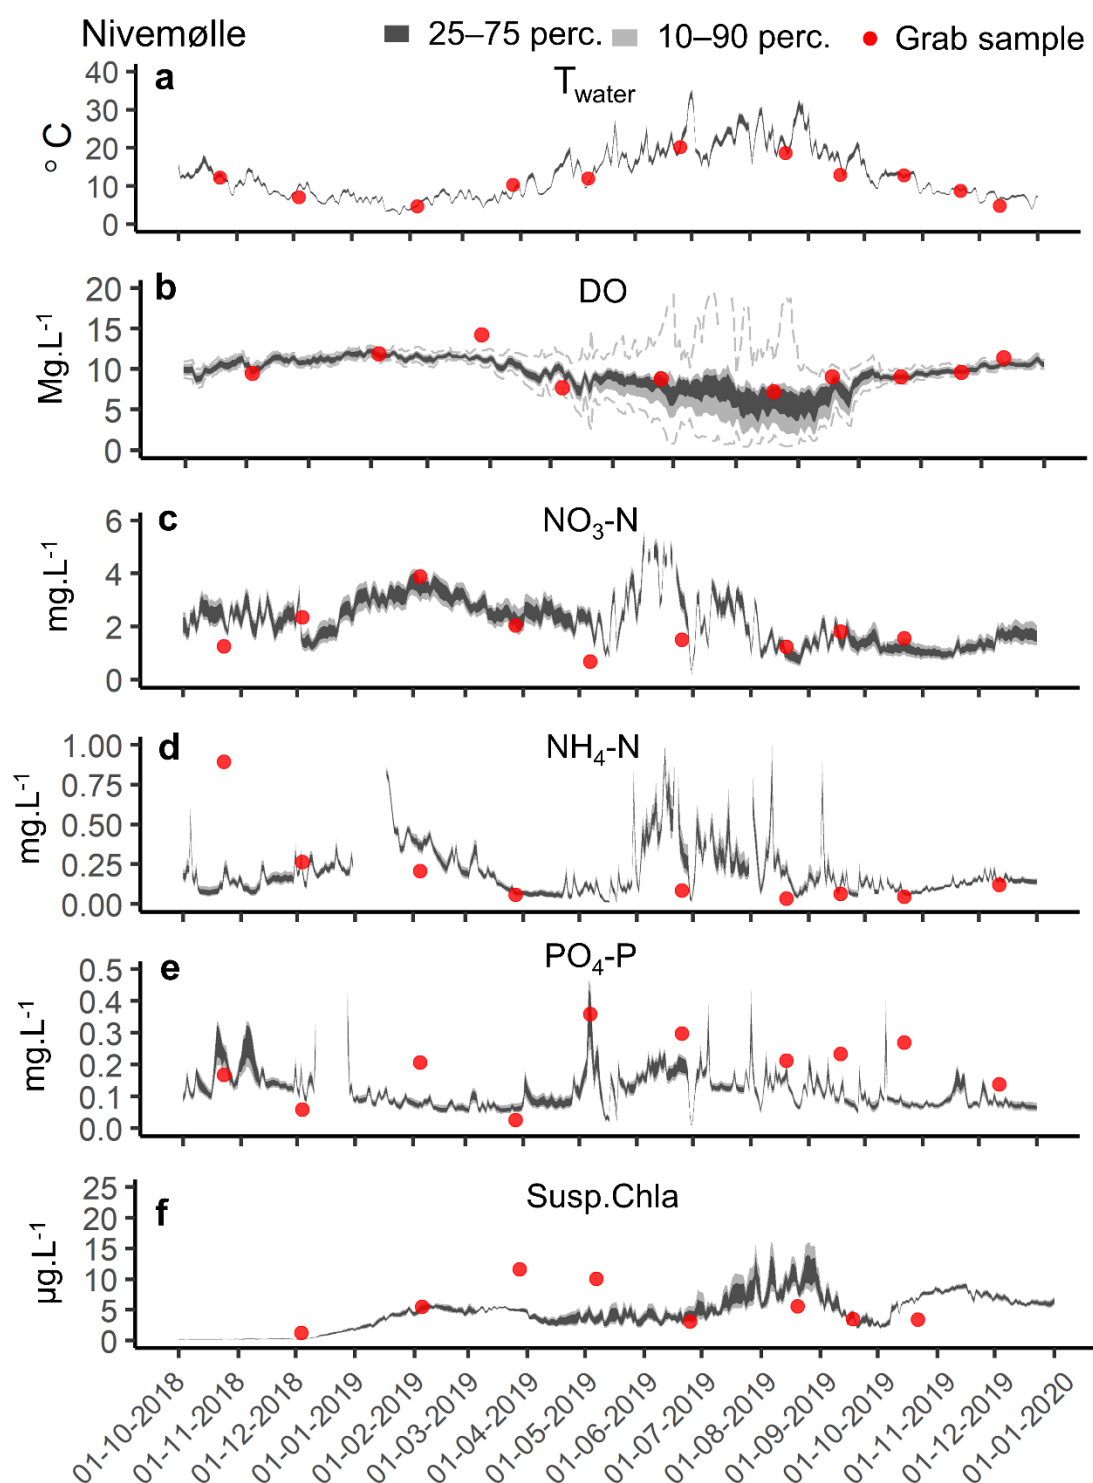 Nivemølle
25–75 perc. 10–90 perc. Grab sample
a
T water
40
30
20
10
0
° C
b
DO
20
15
10
5
0
Mg.L-1
c
NO3-N
6
4
2
0
mg.L-1
d
NH4-N
1.00
0.75
0.50
0.25
0.00
mg.L-1
e
PO4-P
0.5
0.4
0.3
0.2
0.1
0.0
mg.L-1
f
Susp.Chla
25
20
15
10
5
0
µg.L-1
01-10-2018
01-11-2018
01-12-2018
01-01-2019
01-02-2019
01-03-2019
01-04-2019
01-05-2019
01-06-2019
01-07-2019
01-08-2019
01-09-2019
01-10-2019
01-11-2019
01-12-2019
01-01-2020